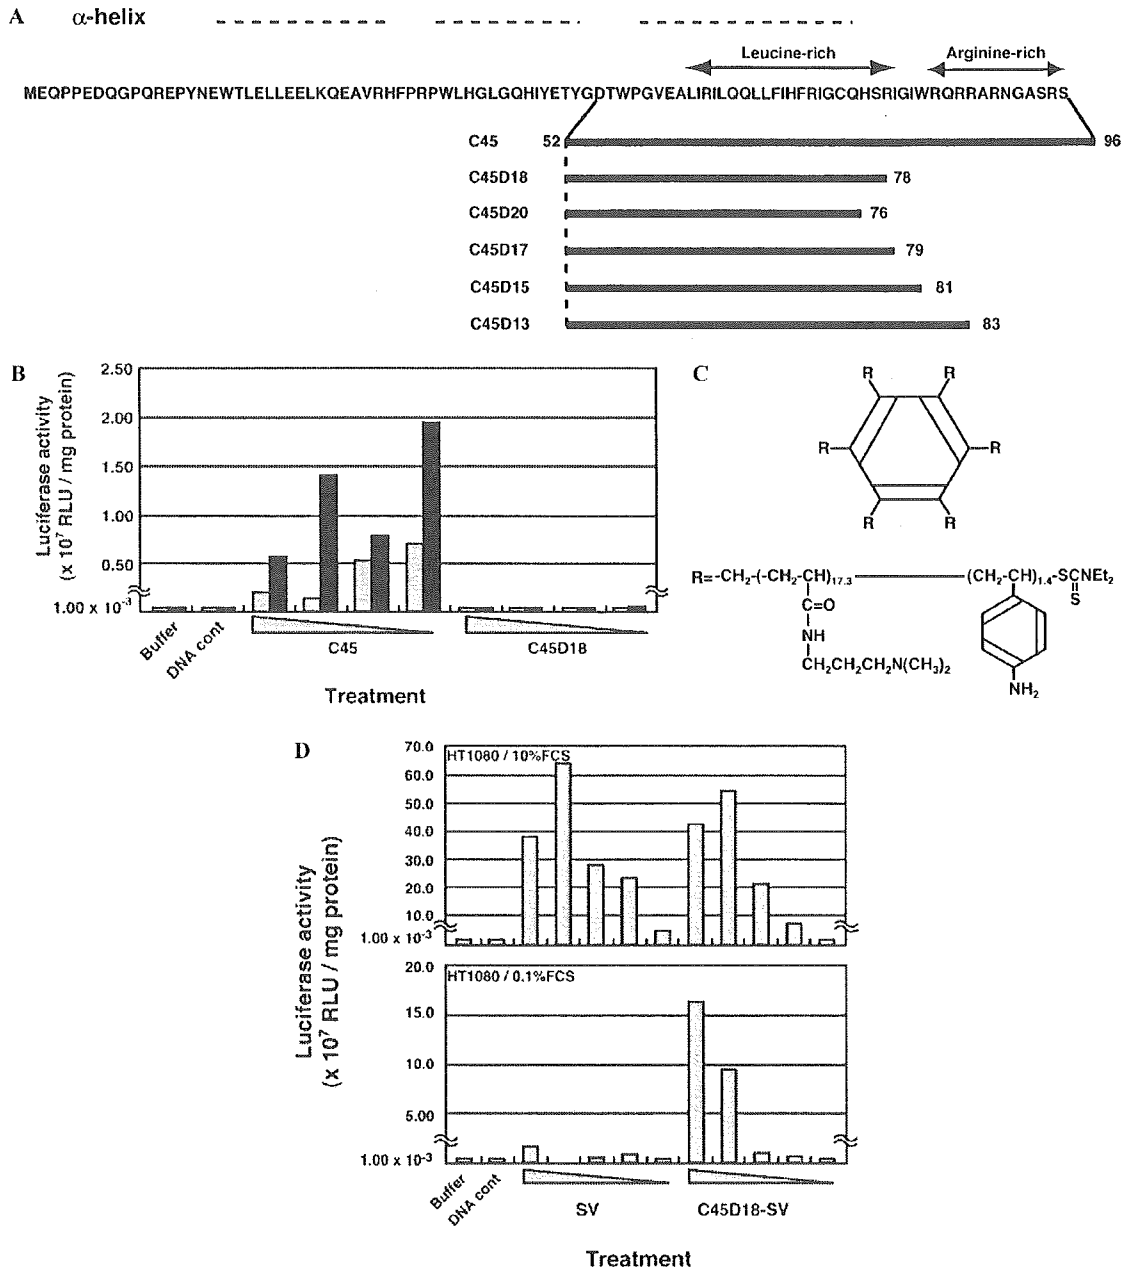 A α-helix
Leucine-rich Arginine-rich
MEQPPEDQGPQREPYNEWTLELLEELKQEAVRHFPRPWLHGLGQHIYETYGDTWPGVEALIRILQQLLFIHFRIGCQHSRIGIWRQRRARNGASRS
C45 52 96
C45D18 78
C45D20 76
C45D17 79
C45D15 81
C45D13 83
B
Luciferase activity
(x 10⁷ RLU / mg protein)
2.50
2.00
1.50
1.00
0.50
1.00 x 10⁻³
Buffer
DNA cont
C45
C45D18
Treatment
C
R R
R R
R R
R=-CH₂-(-CH₂-CH)₁₇.₃ (CH₂-CH)₁.₄-SCNEt₂
S
C=O
NH
CH₂CH₂CH₂N(CH₃)₂
NH₂
D
Luciferase activity
(x 10⁷ RLU / mg protein)
HT1080 / 10%FCS
70.0
60.0
50.0
40.0
30.0
20.0
10.0
1.00 x 10⁻³
HT1080 / 0.1%FCS
20.0
15.0
10.0
5.00
1.00 x 10⁻³
Buffer
DNA cont
SV
C45D18-SV
Treatment